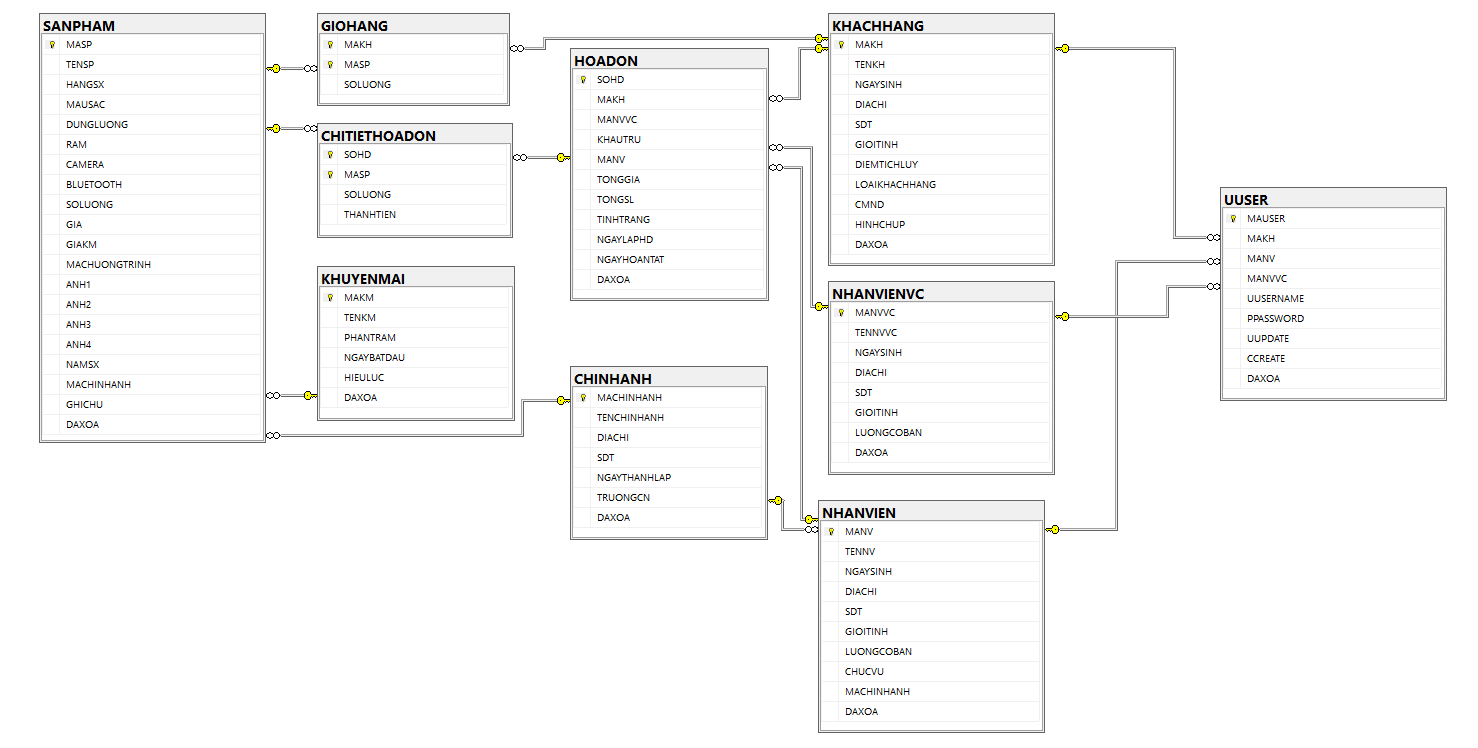 SANPHAM
MASP
TENSP
HANGSX
MAUSAC
DUNGLUONG
RAM
CAMERA
BLUETOOTH
SOLUONG
GIA
GIAKM
MACHUONGTRINH
ANH1
ANH2
ANH3
ANH4
NAMSX
MACHINHANH
GHICHU
DAXOA
GIOHANG
MAKH
MASP
SOLUONG
CHITIETHOADON
SOHD
MASP
SOLUONG
THANHTIEN
KHUYENMAI
MAKM
TENKM
PHANTRAM
NGAYBATDAU
HIEULUC
DAXOA
HOADON
SOHD
MAKH
MANVVC
KHAUTRU
MANV
TONGGIA
TONGSL
TINHTRANG
NGAYLAPHD
NGAYHOANTAT
DAXOA
CHINHANH
MACHINHANH
TENCHINHANH
DIACHI
SDT
NGAYTHANHLAP
TRUONGCN
DAXOA
KHACHHANG
MAKH
TENKH
NGAYSINH
DIACHI
SDT
GIOITINH
DIEMTICHLUY
LOAIKHACHHANG
CMND
HINHCHUP
DAXOA
NHANVIENVC
MANVVC
TENNVVC
NGAYSINH
DIACHI
SDT
GIOITINH
LUONGCOBAN
DAXOA
NHANVIEN
MANV
TENNV
NGAYSINH
DIACHI
SDT
GIOITINH
LUONGCOBAN
CHUCVU
MACHINHANH
DAXOA
UUSER
MAUSER
MAKH
MANV
MANVVC
UUSERNAME
PPASSWORD
UUPDATE
CCREATE
DAXOA